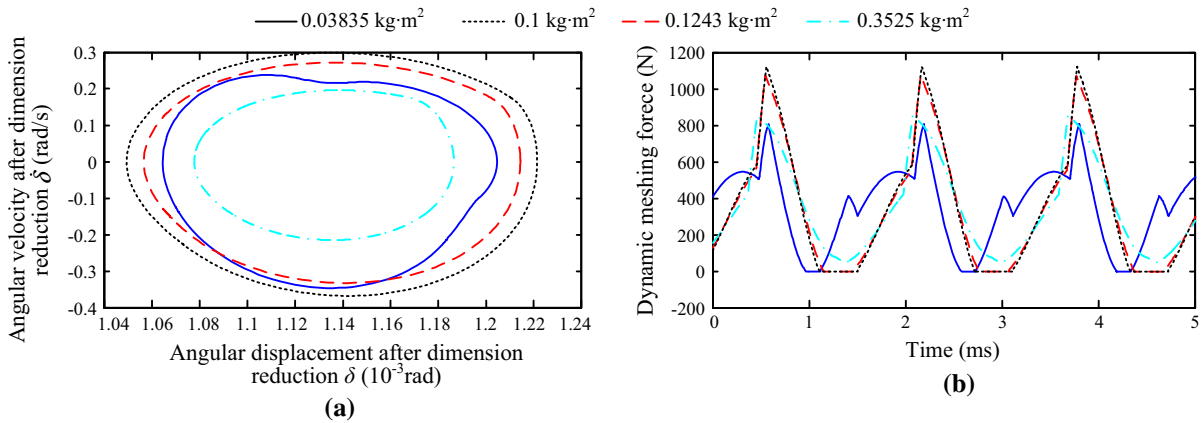 0.03835 kg·m² 0.1 kg·m² 0.1243 kg·m² 0.3525 kg·m²
Angular velocity after dimension
reduction δ̇ (rad/s)
0.3
0.2
0.1
0
-0.1
-0.2
-0.3
-0.4
1.04 1.06 1.08 1.1 1.12 1.14 1.16 1.18 1.2 1.22 1.24
Angular displacement after dimension
reduction δ (10⁻³rad)
(a)
Dynamic meshing forece (N)
1200
1000
800
600
400
200
0
-200
0 1 2 3 4 5
Time (ms)
(b)